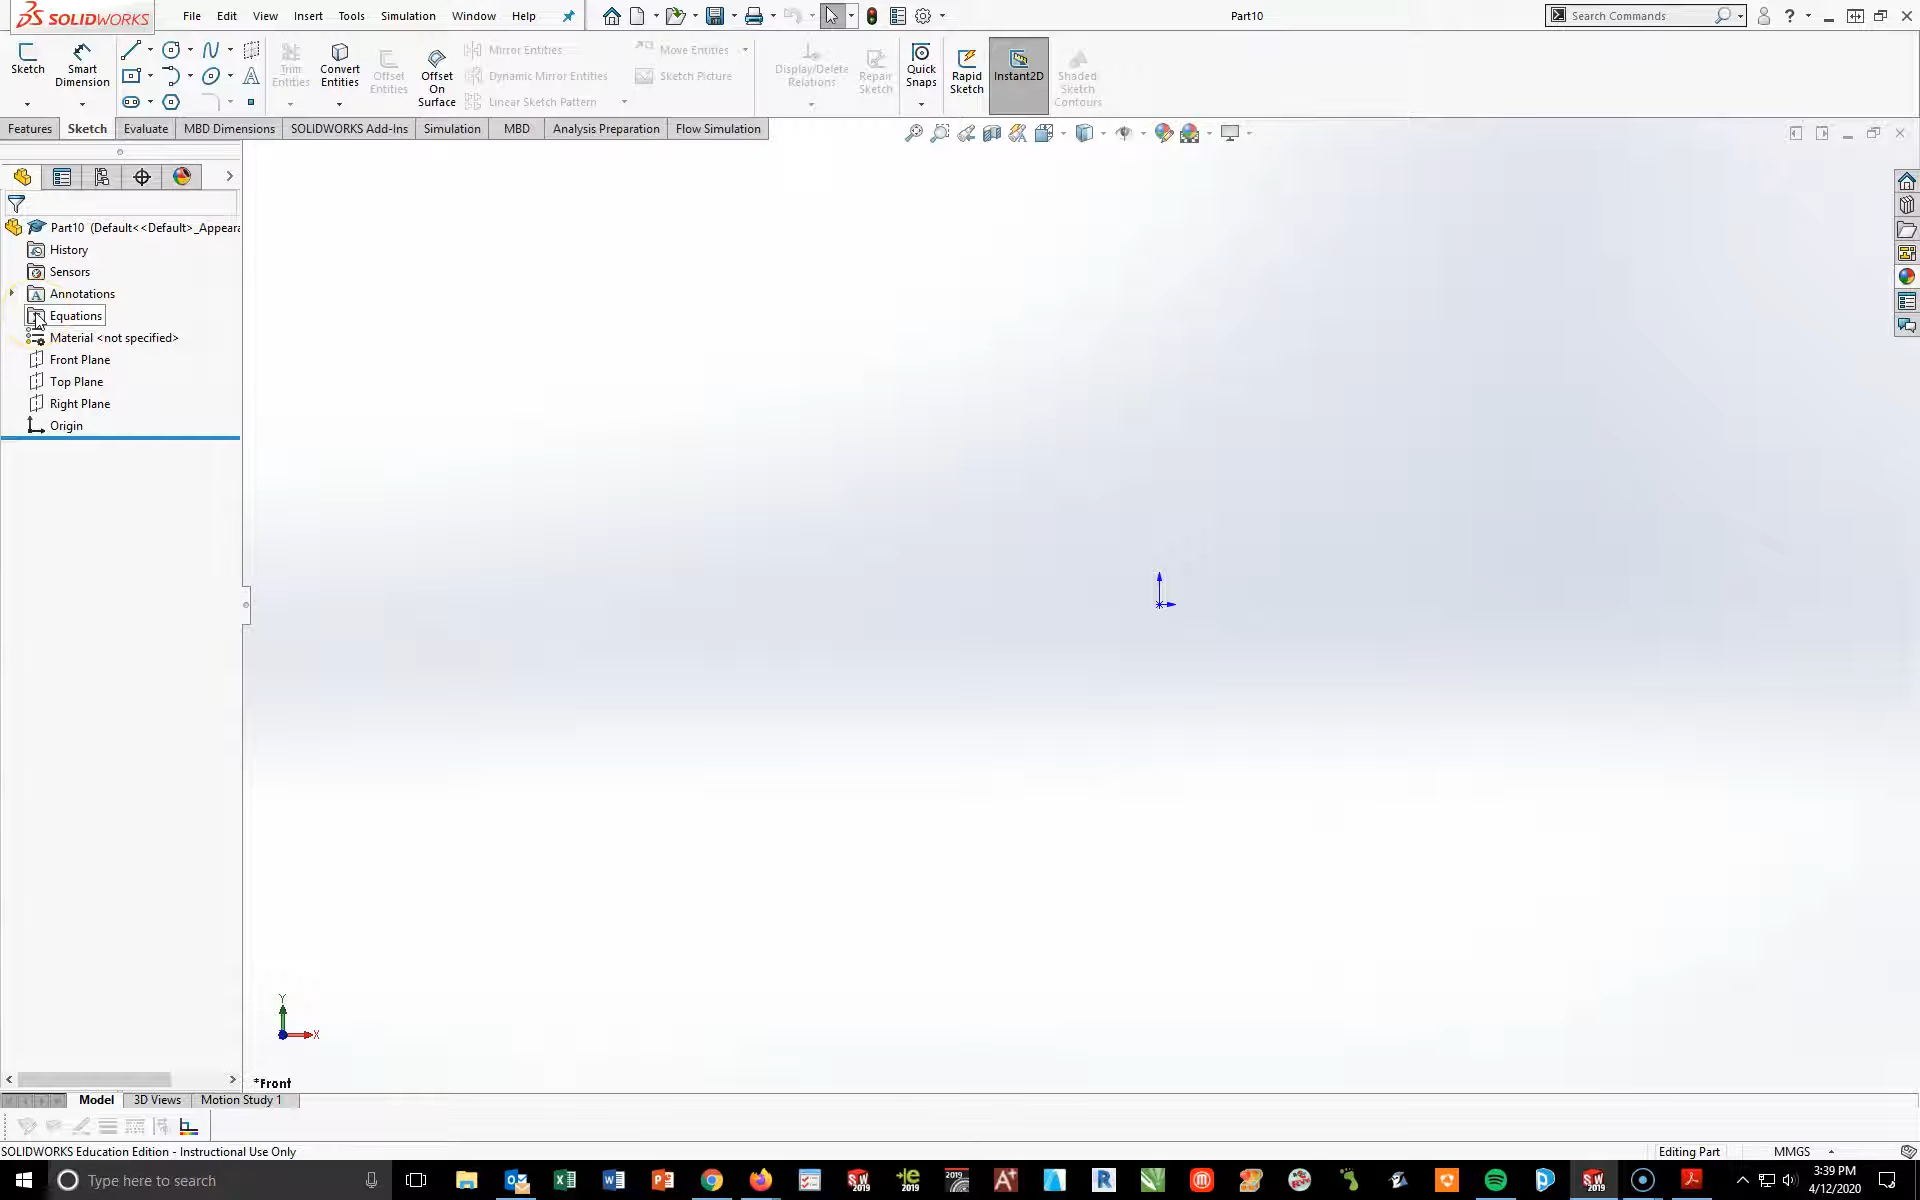 SOLIDWORKS File Edit View Insert Tools Simulation Window Help Part10 Search Commands ?
Sketch Smart Dimension Trim Entities Convert Entities Offset Entities Offset On Surface Mirror Entities Dynamic Mirror Entities Linear Sketch Pattern Move Entities Sketch Picture Display/Delete Relations Repair Sketch Quick Snaps Rapid Sketch Instant2D Shaded Sketch Contours
Features Sketch Evaluate MBD Dimensions SOLIDWORKS Add-Ins Simulation MBD Analysis Preparation Flow Simulation
Part10 (Default<<Default>_Appeara
History
Sensors
Annotations
Equations
Material <not specified>
Front Plane
Top Plane
Right Plane
Origin
Y
X
*Front
Model 3D Views Motion Study 1
SOLIDWORKS Education Edition - Instructional Use Only Editing Part MMGS
Type here to search 3:39 PM
4/12/2020